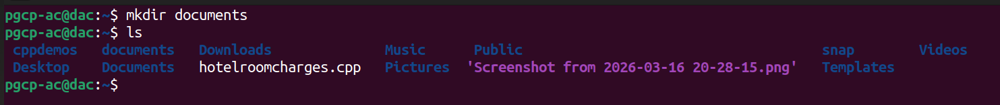 pgcp-ac@dac:~$ mkdir documents
pgcp-ac@dac:~$ ls
cppdemos documents Downloads Music Public snap Videos
Desktop Documents hotelroomcharges.cpp Pictures 'Screenshot from 2026-03-16 20-28-15.png' Templates
pgcp-ac@dac:~$